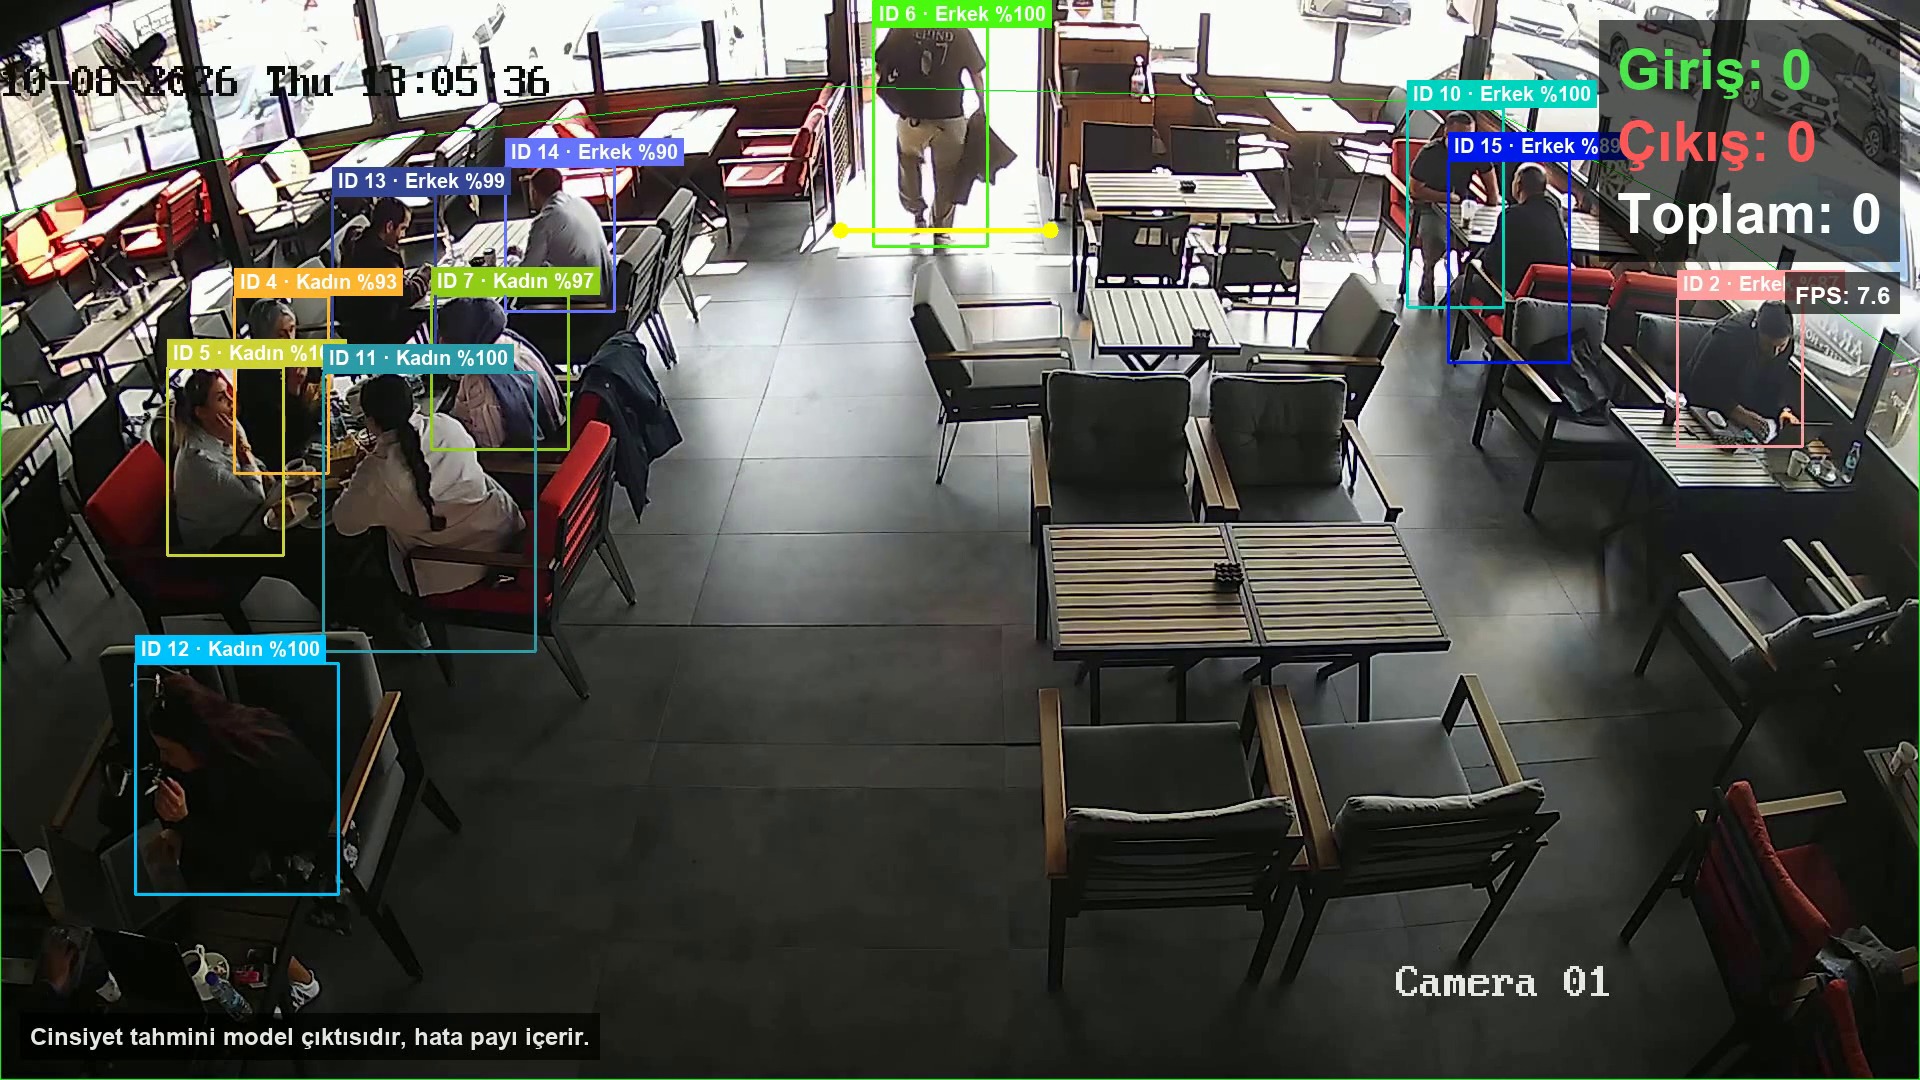 ID 6 · Erkek %100
Giriş: 0
10-08-2026 Thu 13:05:36
ID 10 · Erkek %100
Çıkış: 0
ID 15 · Erkek %89
ID 14 · Erkek %90
ID 13 · Erkek %99
Toplam: 0
ID 4 · Kadın %93
ID 7 · Kadın %97
ID 2 · Erkek
FPS: 7.6
ID 5 · Kadın
ID 11 · Kadın %100
ID 12 · Kadın %100
Camera 01
Cinsiyet tahmini model çıktısıdır, hata payı içerir.